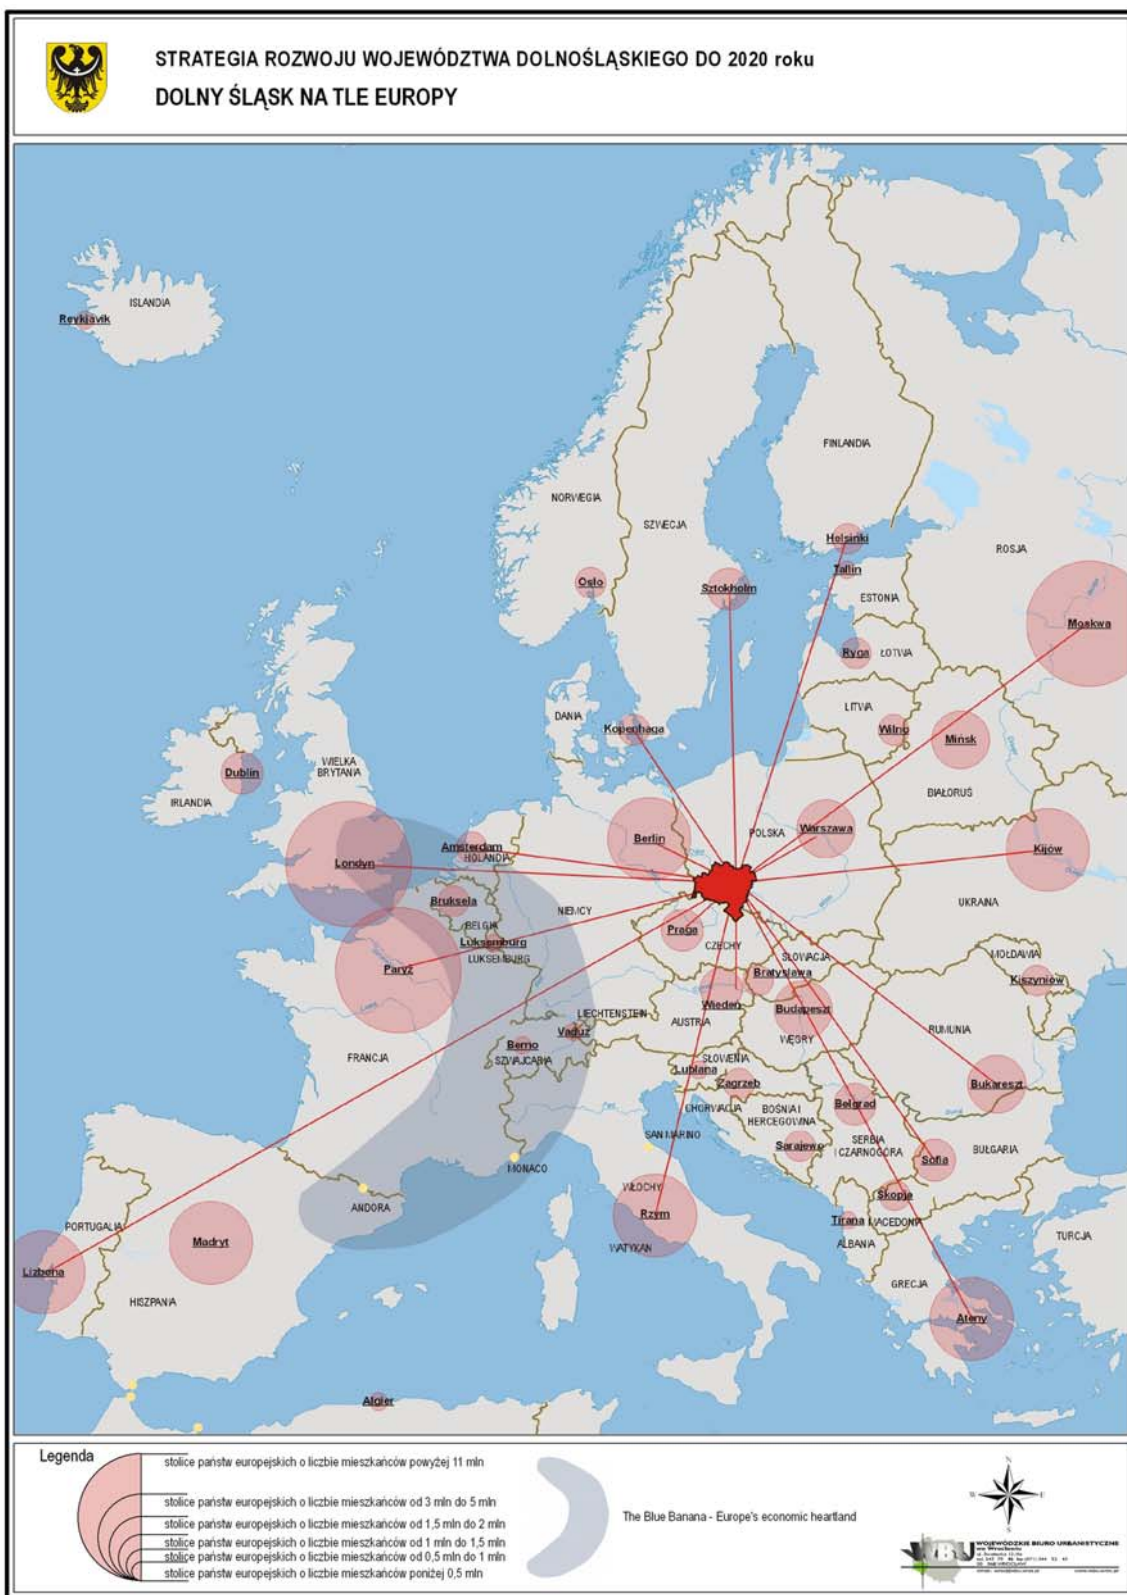 STRATEGIA ROZWOJU WOJEWÓDZTWA DOLNOŚLĄSKIEGO DO 2020 roku
DOLNY ŚLĄSK NA TLE EUROPY
ISLANDIA
Reykjavik
FINLANDIA
NORWEGIA
SZWECJA
Helsinki
ROSJA
Tallin
Oslo
Sztokholm
ESTONIA
Moskwa
Ryga
ŁOTWA
DANIA
LITWA
Kopenhaga
Wilno
Mińsk
WIELKA
BRYTANIA
Dublin
IRLANDIA
BIAŁORUŚ
Berlin
POLSKA
Warszawa
Amsterdam
HOLANDIA
Londyn
Kijów
Bruksela
NIEMCY
UKRAINA
BELGIA
Praga
Luksemburg
CZECHY
LUKSEMBURG
SŁOWACJA
MOŁDAWIA
Paryż
Bratysława
Kiszyniów
Wiedeń
Budapeszt
LIECHTENSTEIN
AUSTRIA
RUMUNIA
Vaduz
WĘGRY
Berno
FRANCJA
SZWAJCARIA
SŁOWENIA
Lublana
Zagrzeb
Bukareszt
CHORWACJA
BOŚNIA I
HERCEGOWINA
Belgrad
SAN MARINO
Sarajewo
SERBIA
I CZARNOGÓRA
BUŁGARIA
Sofia
MONACO
WŁOCHY
ANDORA
Skopja
Rzym
Tirana
MACEDONIA
PORTUGALIA
Madryt
WATYKAN
ALBANIA
TURCJA
Lizbona
GRECJA
HISZPANIA
Ateny
Algier
Legenda
stolice państw europejskich o liczbie mieszkańców powyżej 11 mln
stolice państw europejskich o liczbie mieszkańców od 3 mln do 5 mln
stolice państw europejskich o liczbie mieszkańców od 1,5 mln do 2 mln
stolice państw europejskich o liczbie mieszkańców od 1 mln do 1,5 mln
stolice państw europejskich o liczbie mieszkańców od 0,5 mln do 1 mln
stolice państw europejskich o liczbie mieszkańców poniżej 0,5 mln
The Blue Banana - Europe's economic heartland
N
W E
S
WBU
WOJEWÓDZKIE BIURO URBANISTYCZNE
we Wrocławiu